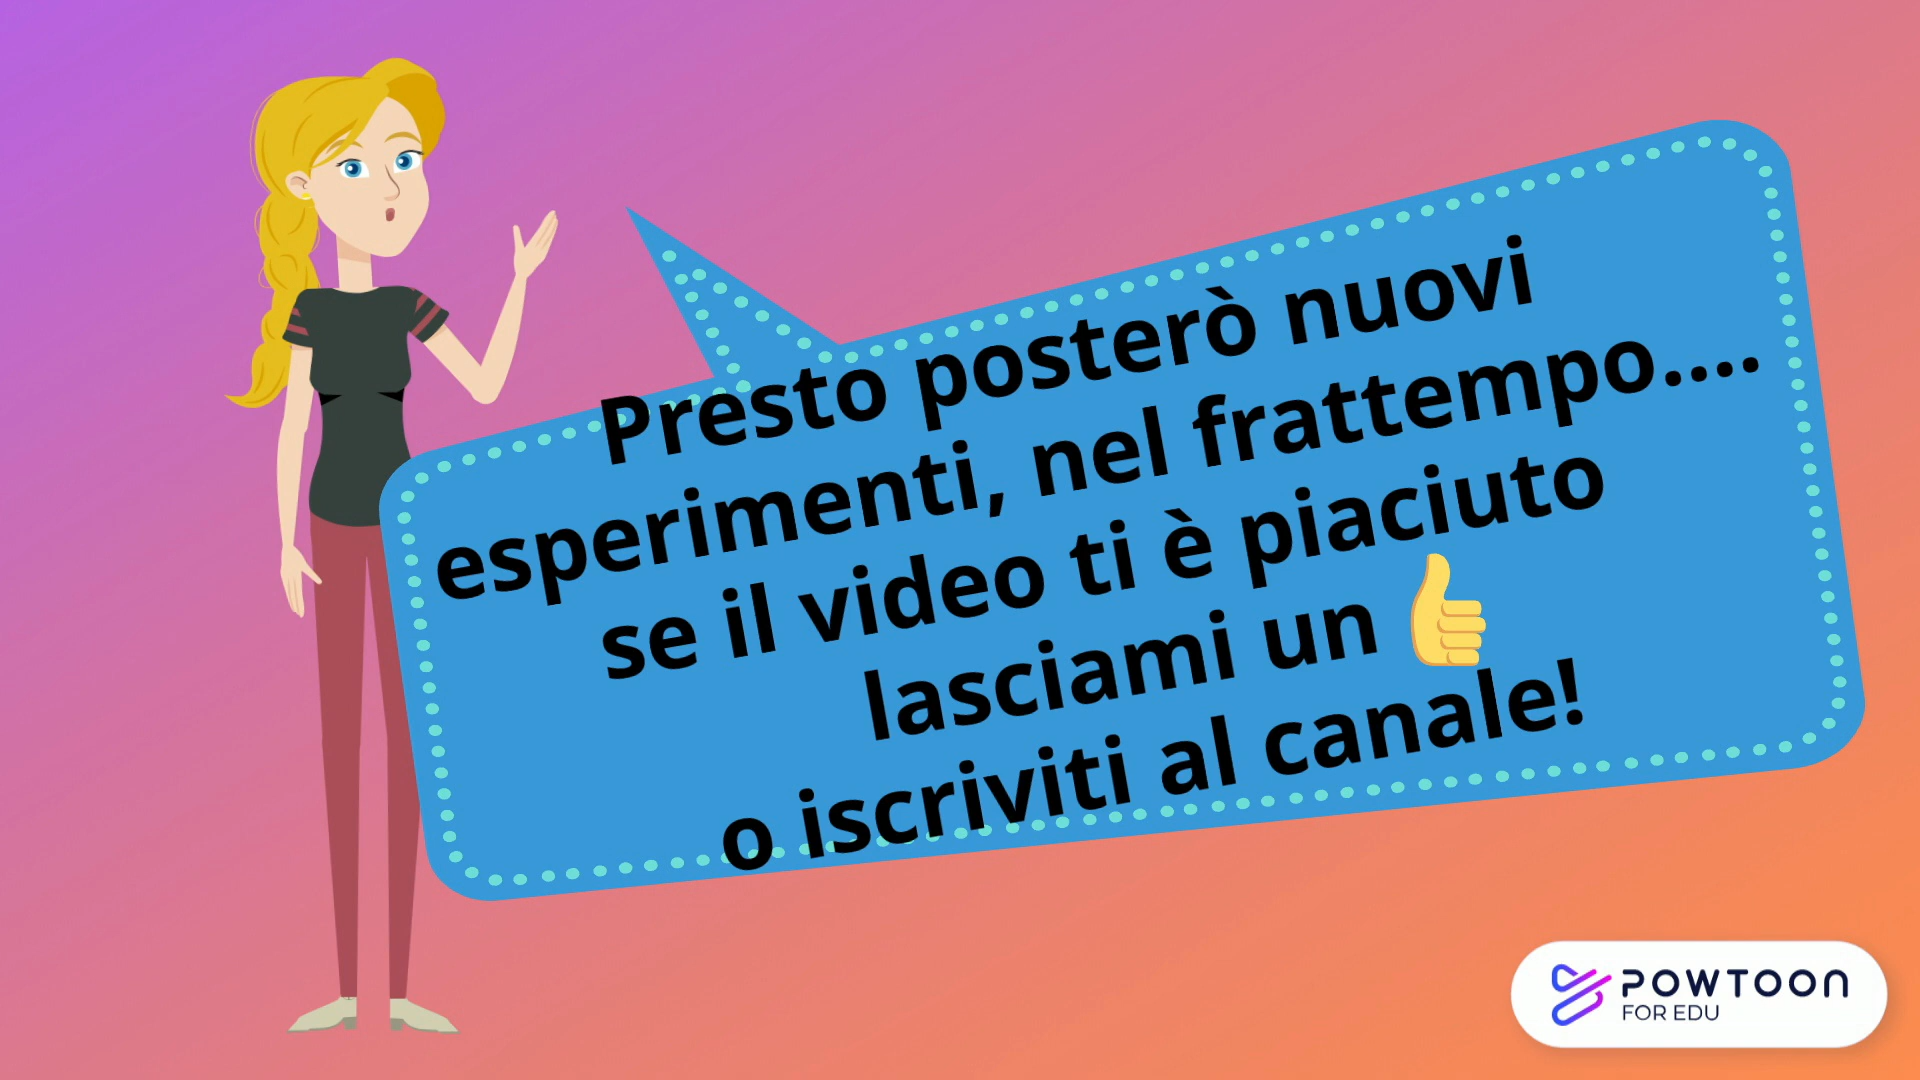 Presto posterò nuovi
esperimenti, nel frattempo....
se il video ti è piaciuto
lasciami un 👍
o iscriviti al canale!
POWTOON
FOR EDU